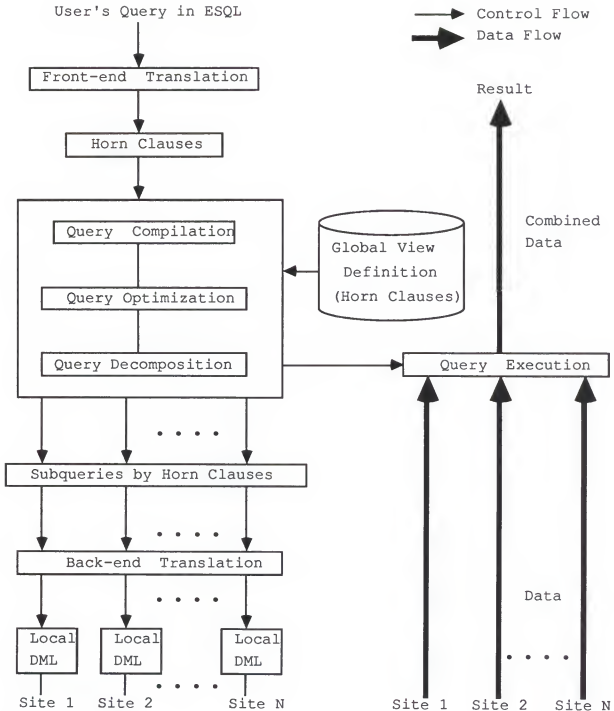 User's Query in ESQL
Control Flow
Data Flow
Front-end Translation
Result
Horn Clauses
Query Compilation
Global View
Definition
(Horn Clauses)
Combined
Data
Query Optimization
Query Decomposition
Query Execution
. . . .
Subqueries by Horn Clauses
. . . .
Back-end Translation
. . . .
Data
Local
DML
Local
DML
Local
DML
. . . .
. . . .
Site 1 Site 2 Site N
Site 1 Site 2 Site N